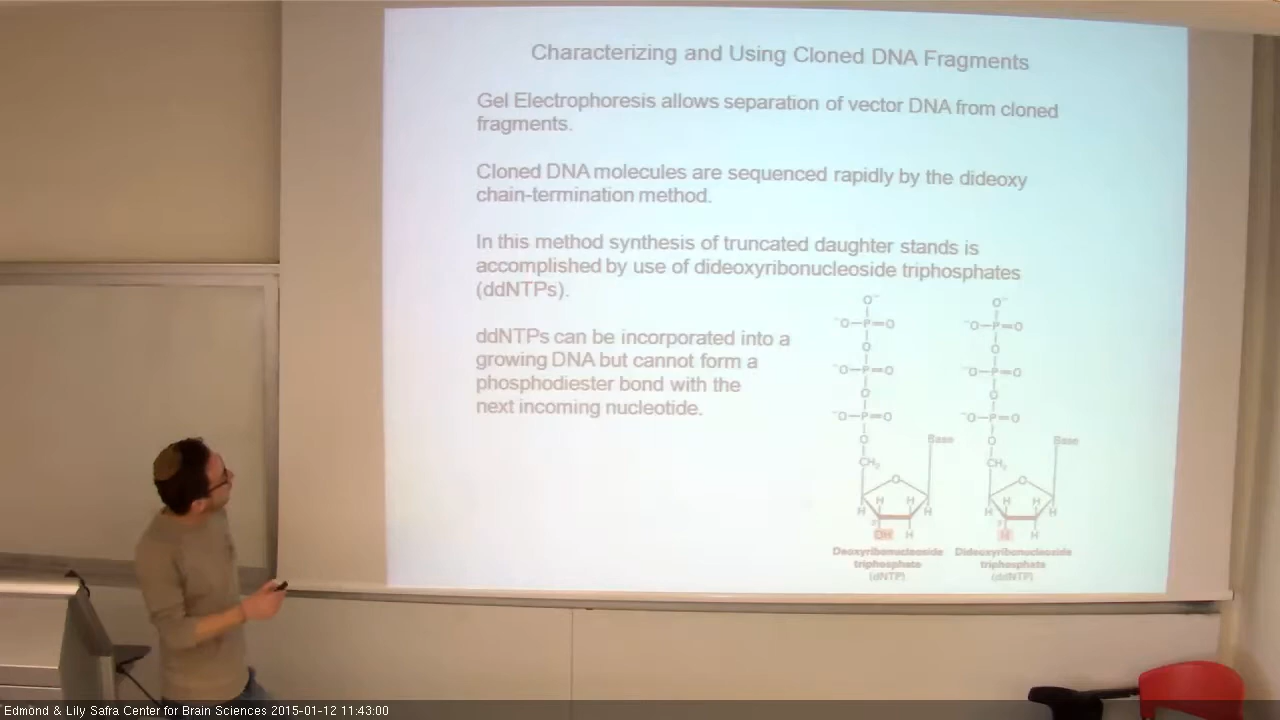 Characterizing and Using Cloned DNA Fragments
Gel Electrophoresis allows separation of vector DNA from cloned
fragments.
Cloned DNA molecules are sequenced rapidly by the dideoxy
chain-termination method.
In this method synthesis of truncated daughter stands is
accomplished by use of dideoxyribonucleoside triphosphates
(ddNTPs).
ddNTPs can be incorporated into a
growing DNA but cannot form a
phosphodiester bond with the
next incoming nucleotide.
O⁻ O⁻
⁻O—P=O ⁻O—P=O
O O
⁻O—P=O ⁻O—P=O
O O
⁻O—P=O ⁻O—P=O
O Base O Base
CH₂ CH₂
O O
H H H H
H H H H
OH H H H
Deoxyribonucleoside Dideoxyribonucleoside
triphosphate triphosphate
(dNTP) (ddNTP)
Edmond & Lily Safra Center for Brain Sciences 2015-01-12 11:43:00